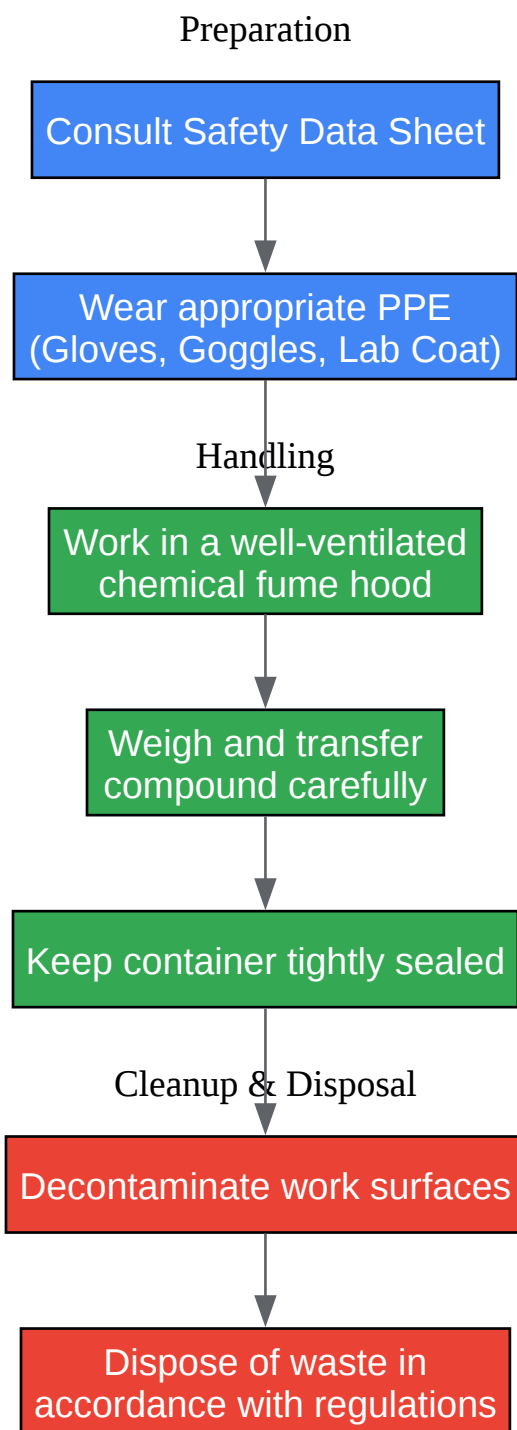 Preparation
Consult Safety Data Sheet
Wear appropriate PPE
(Gloves, Goggles, Lab Coat)
Handling
Work in a well-ventilated
chemical fume hood
Weigh and transfer
compound carefully
Keep container tightly sealed
Cleanup & Disposal
Decontaminate work surfaces
Dispose of waste in
accordance with regulations